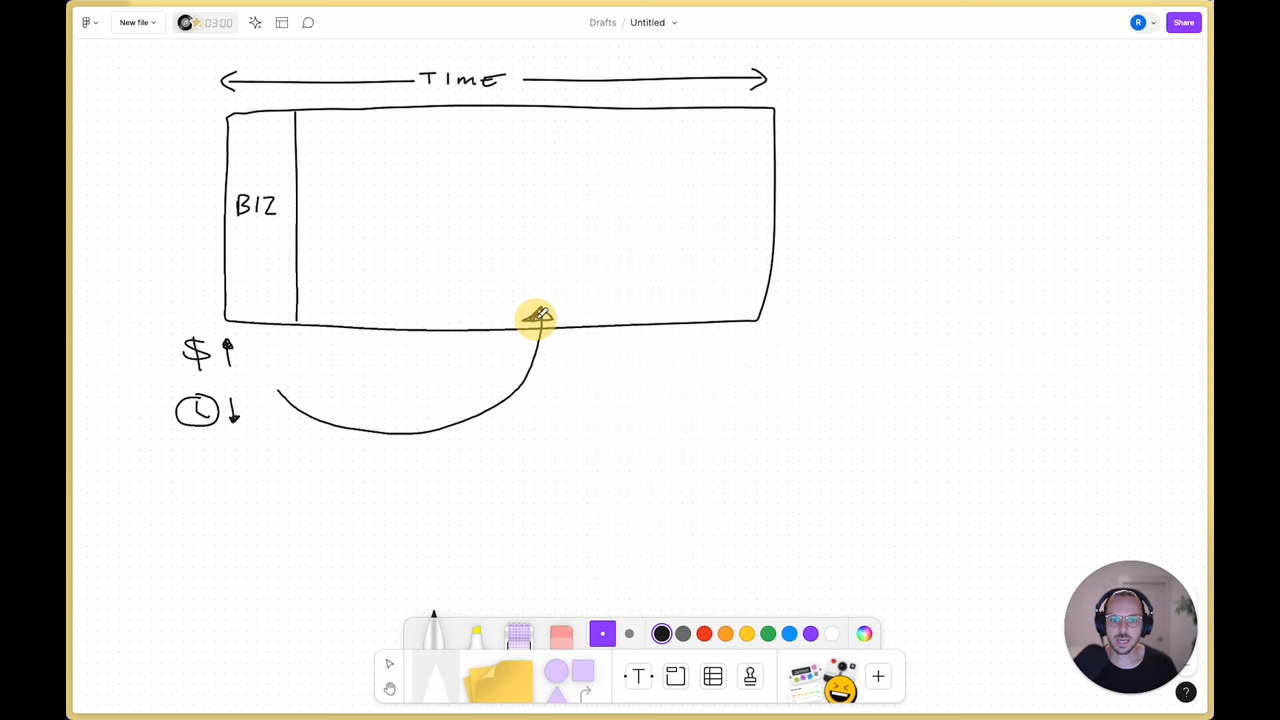 New file
03:00
Drafts / Untitled
R
Share
TIME
BIZ
$
T
?